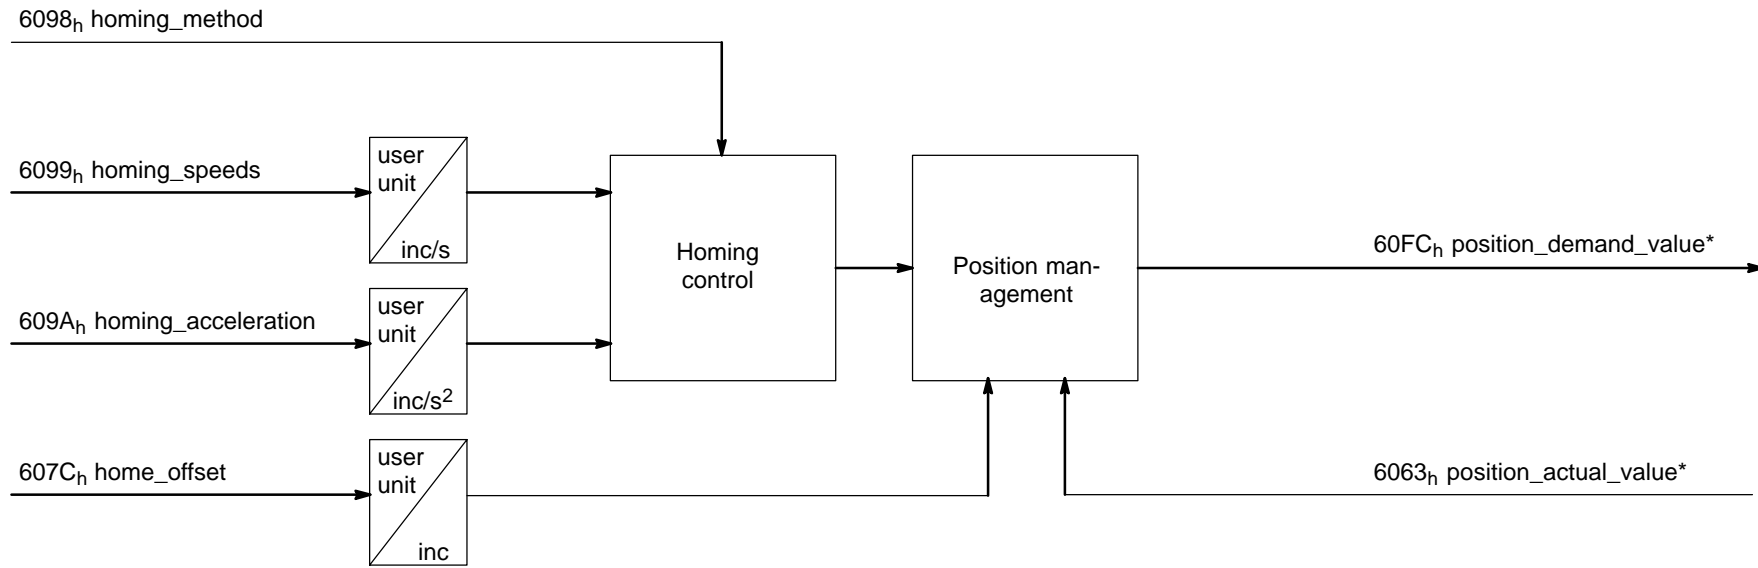 6098h homing_method
6099h homing_speeds
user
unit
inc/s
609Ah homing_acceleration
user
unit
inc/s2
607Ch home_offset
user
unit
inc
Homing
control
Position man-
agement
60FCh position_demand_value*
6063h position_actual_value*